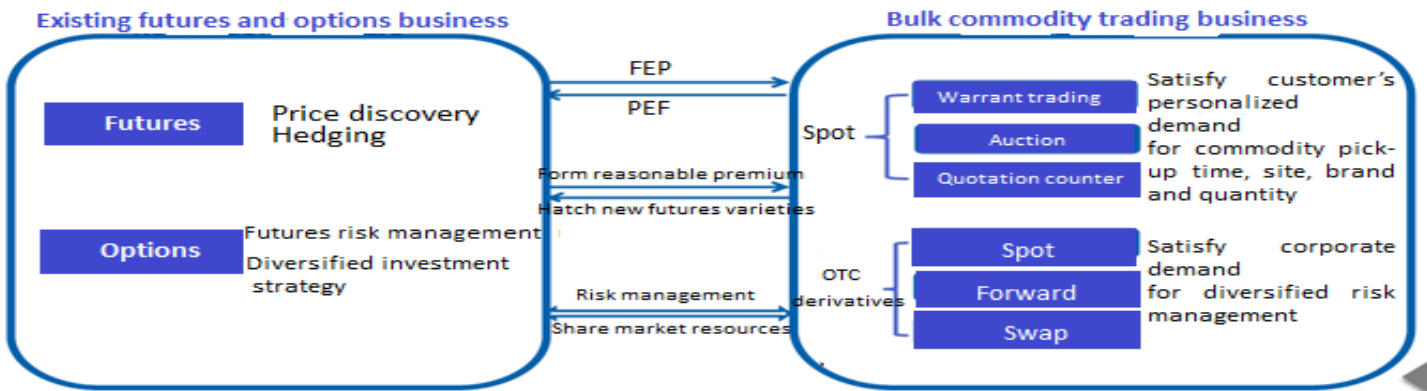 Existing futures and options business
Bulk commodity trading business
Futures
Price discovery
Hedging
Options
Futures risk management
Diversified investment
strategy
FEP
PEF
Form reasonable premium
Hatch new futures varieties
Risk management
Share market resources
Spot
Warrant trading
Auction
Quotation counter
Satisfy customer’s
personalized
demand
for commodity pick-
up time, site, brand
and quantity
OTC
derivatives
Spot
Forward
Swap
Satisfy corporate
demand
for diversified risk
management